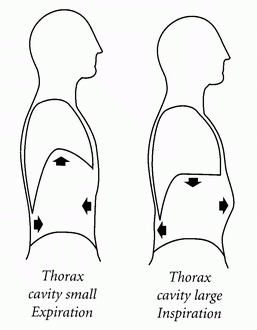 Thorax
cavity small
Expiration
Thorax
cavity large
Inspiration